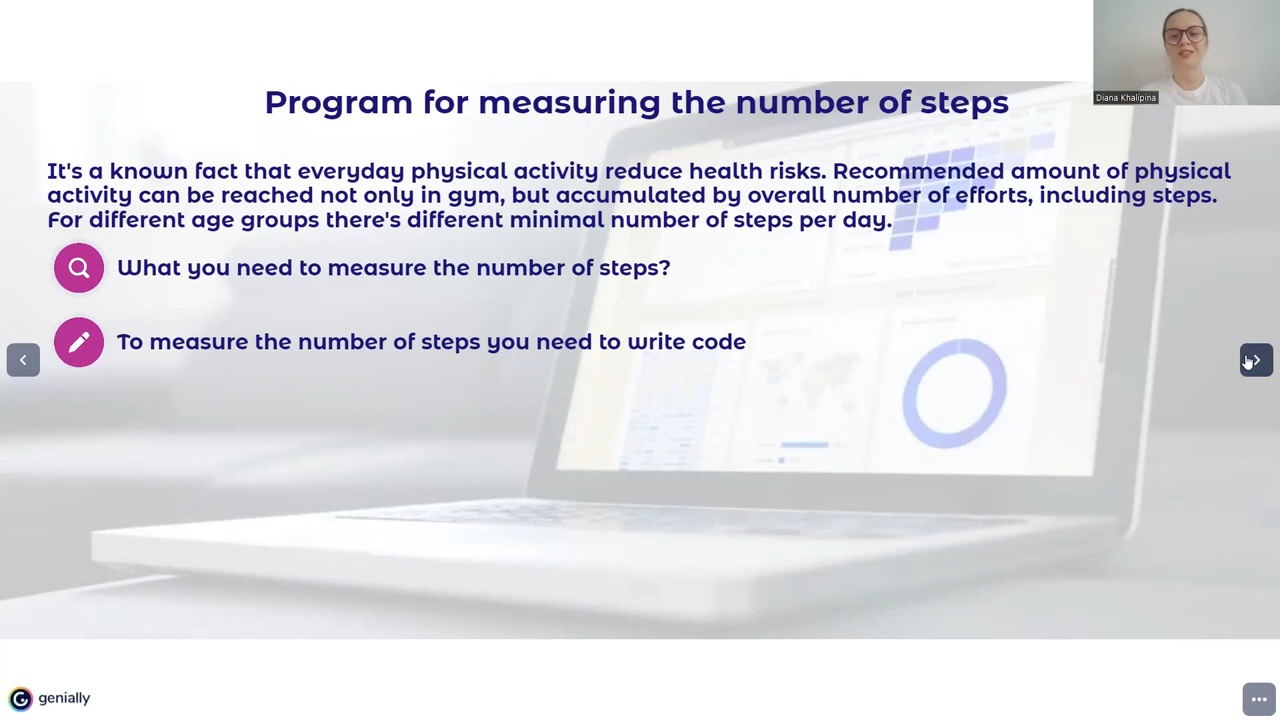 Diana Khalipina
Program for measuring the number of steps
It's a known fact that everyday physical activity reduce health risks. Recommended amount of physical
activity can be reached not only in gym, but accumulated by overall number of efforts, including steps.
For different age groups there's different minimal number of steps per day.
What you need to measure the number of steps?
To measure the number of steps you need to write code
genially